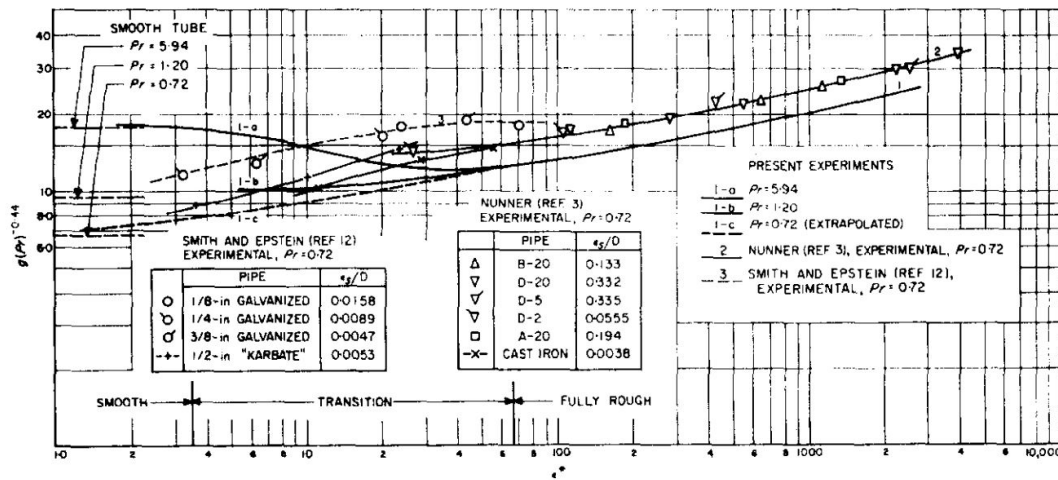 SMOOTH TUBE
Pr = 5·94
Pr = 1·20
Pr = 0·72
40
30
20
10
8·0
6·0
g(Pr)^-0·44
1-a
1-b
1-c
3
2
1
SMITH AND EPSTEIN (REF 12)
EXPERIMENTAL, Pr=0·72
PIPE e_s/D
1/8-in GALVANIZED 0·0158
1/4-in GALVANIZED 0·0089
3/8-in GALVANIZED 0·0047
1/2-in "KARBATE" 0·0053
NUNNER (REF 3)
EXPERIMENTAL, Pr=0·72
PIPE e_s/D
B-20 0·133
D-20 0·332
D-5 0·335
D-2 0·0555
A-20 0·194
CAST IRON 0·0038
PRESENT EXPERIMENTS
1-a Pr=5·94
1-b Pr=1·20
1-c Pr=0·72 (EXTRAPOLATED)
2 NUNNER (REF 3), EXPERIMENTAL, Pr=0·72
3 SMITH AND EPSTEIN (REF 12),
EXPERIMENTAL, Pr=0·72
SMOOTH TRANSITION FULLY ROUGH
1·0 2 4 6 8 10 2 4 6 8 100 2 4 6 8 1000 2 4 6 8 10,000